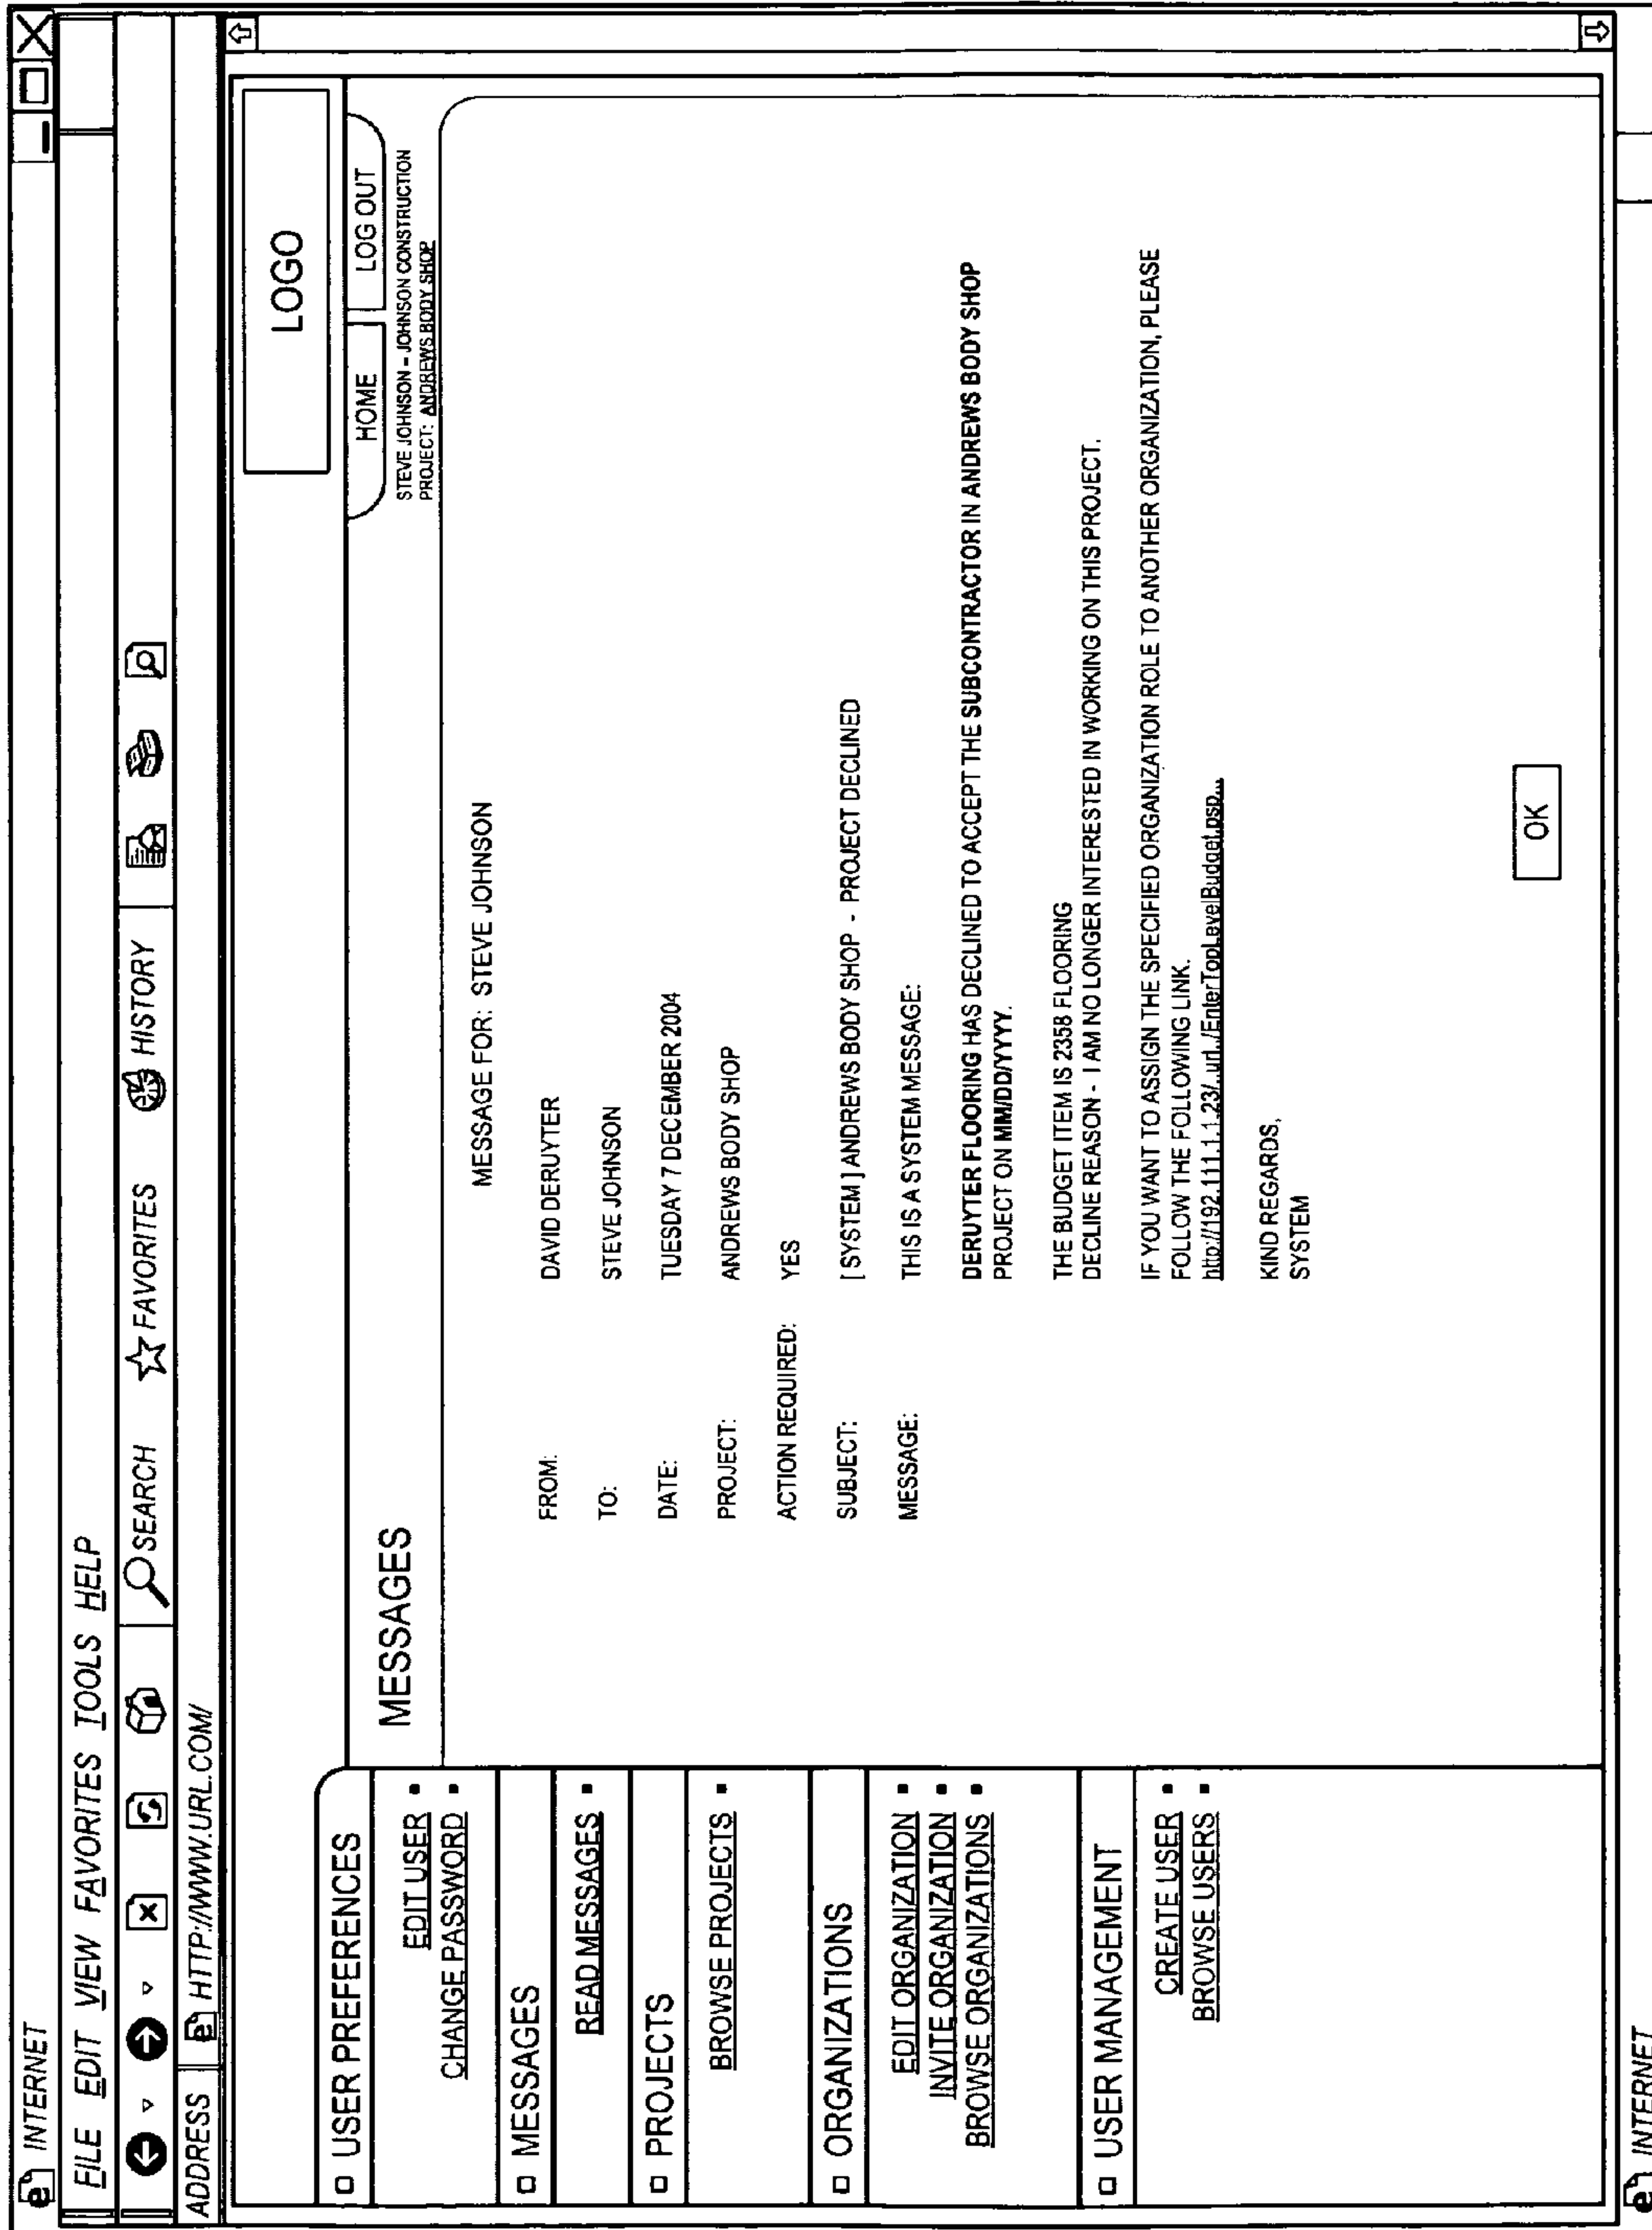 INTERNET
FILE EDIT VIEW FAVORITES TOOLS HELP
SEARCH FAVORITES HISTORY
ADDRESS HTTP://WWW.URL.COM/
LOGO
HOME LOG OUT
STEVE JOHNSON – JOHNSON CONSTRUCTION
PROJECT: ANDREWS BODY SHOP
USER PREFERENCES
EDIT USER
CHANGE PASSWORD
MESSAGES
READ MESSAGES
PROJECTS
BROWSE PROJECTS
ORGANIZATIONS
EDIT ORGANIZATION
INVITE ORGANIZATION
BROWSE ORGANIZATIONS
USER MANAGEMENT
CREATE USER
BROWSE USERS
MESSAGES
MESSAGE FOR: STEVE JOHNSON
FROM: DAVID DERUYTER
TO: STEVE JOHNSON
DATE: TUESDAY 7 DECEMBER 2004
PROJECT: ANDREWS BODY SHOP
ACTION REQUIRED: YES
SUBJECT: [ SYSTEM ] ANDREWS BODY SHOP - PROJECT DECLINED
MESSAGE: THIS IS A SYSTEM MESSAGE:
DERUYTER FLOORING HAS DECLINED TO ACCEPT THE SUBCONTRACTOR IN ANDREWS BODY SHOP
PROJECT ON MM/DD/YYYY.
THE BUDGET ITEM IS 2358 FLOORING
DECLINE REASON - I AM NO LONGER INTERESTED IN WORKING ON THIS PROJECT.
IF YOU WANT TO ASSIGN THE SPECIFIED ORGANIZATION ROLE TO ANOTHER ORGANIZATION, PLEASE
FOLLOW THE FOLLOWING LINK.
http://192.111.1.23/..url../EnterTopLevelBudget.psp...
KIND REGARDS,
SYSTEM
OK
INTERNET